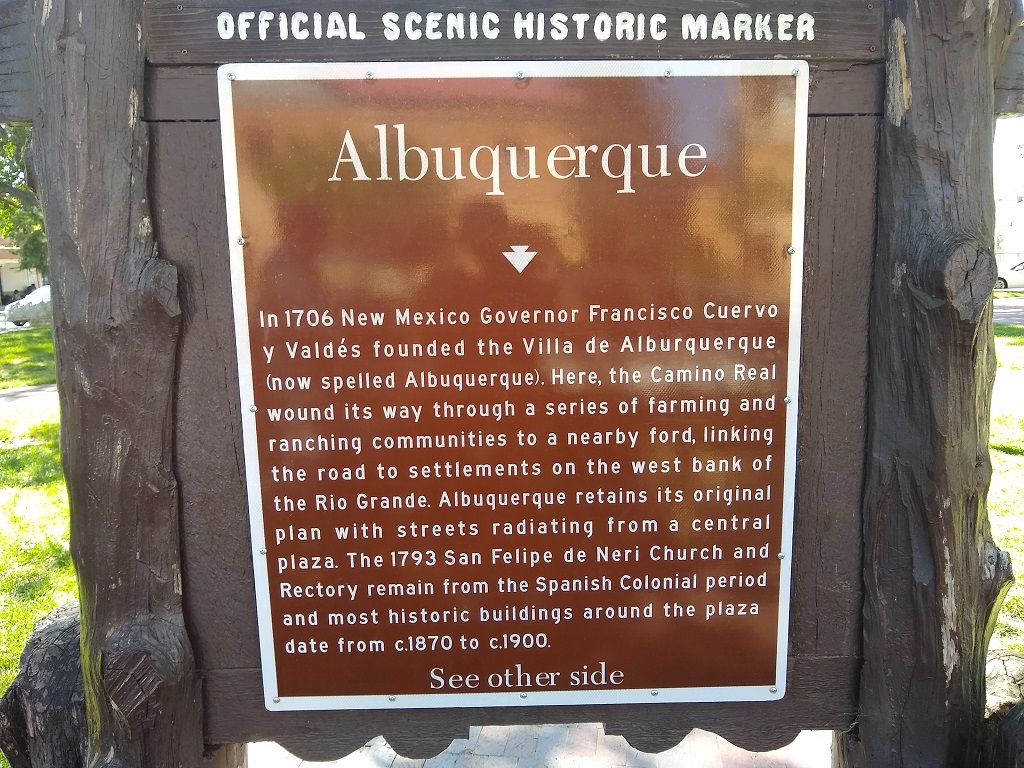 OFFICIAL SCENIC HISTORIC MARKER
Albuquerque
In 1706 New Mexico Governor Francisco Cuervo
y Valdés founded the Villa de Alburquerque
(now spelled Albuquerque). Here, the Camino Real
wound its way through a series of farming and
ranching communities to a nearby ford, linking
the road to settlements on the west bank of
the Rio Grande. Albuquerque retains its original
plan with streets radiating from a central
plaza. The 1793 San Felipe de Neri Church and
Rectory remain from the Spanish Colonial period
and most historic buildings around the plaza
date from c.1870 to c.1900.
See other side